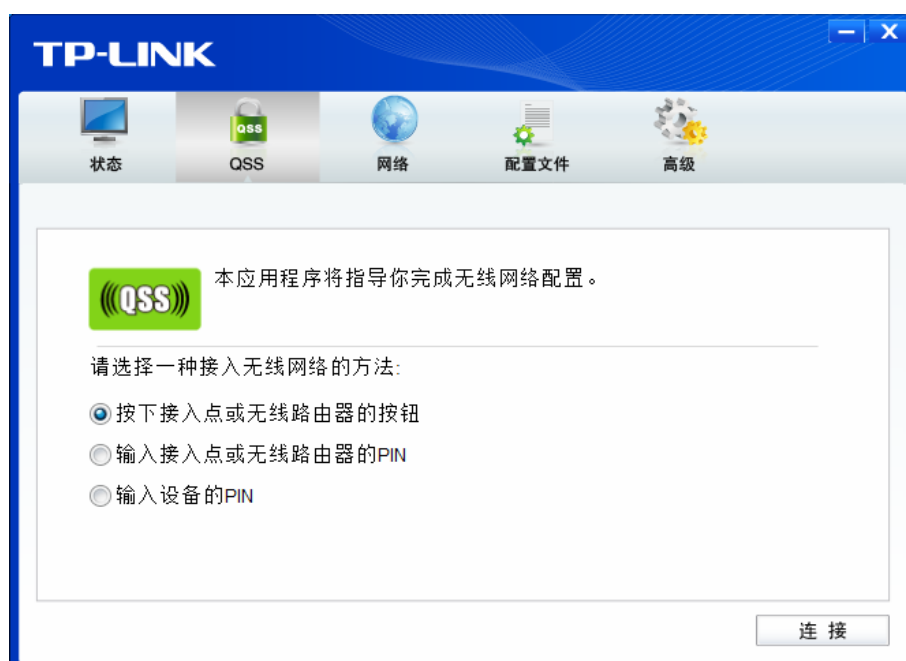 TP-LINK
状态
QSS
QSS
网络
配置文件
高级
QSS
本应用程序将指导你完成无线网络配置。
请选择一种接入无线网络的方法:
按下接入点或无线路由器的按钮
输入接入点或无线路由器的PIN
输入设备的PIN
连 接